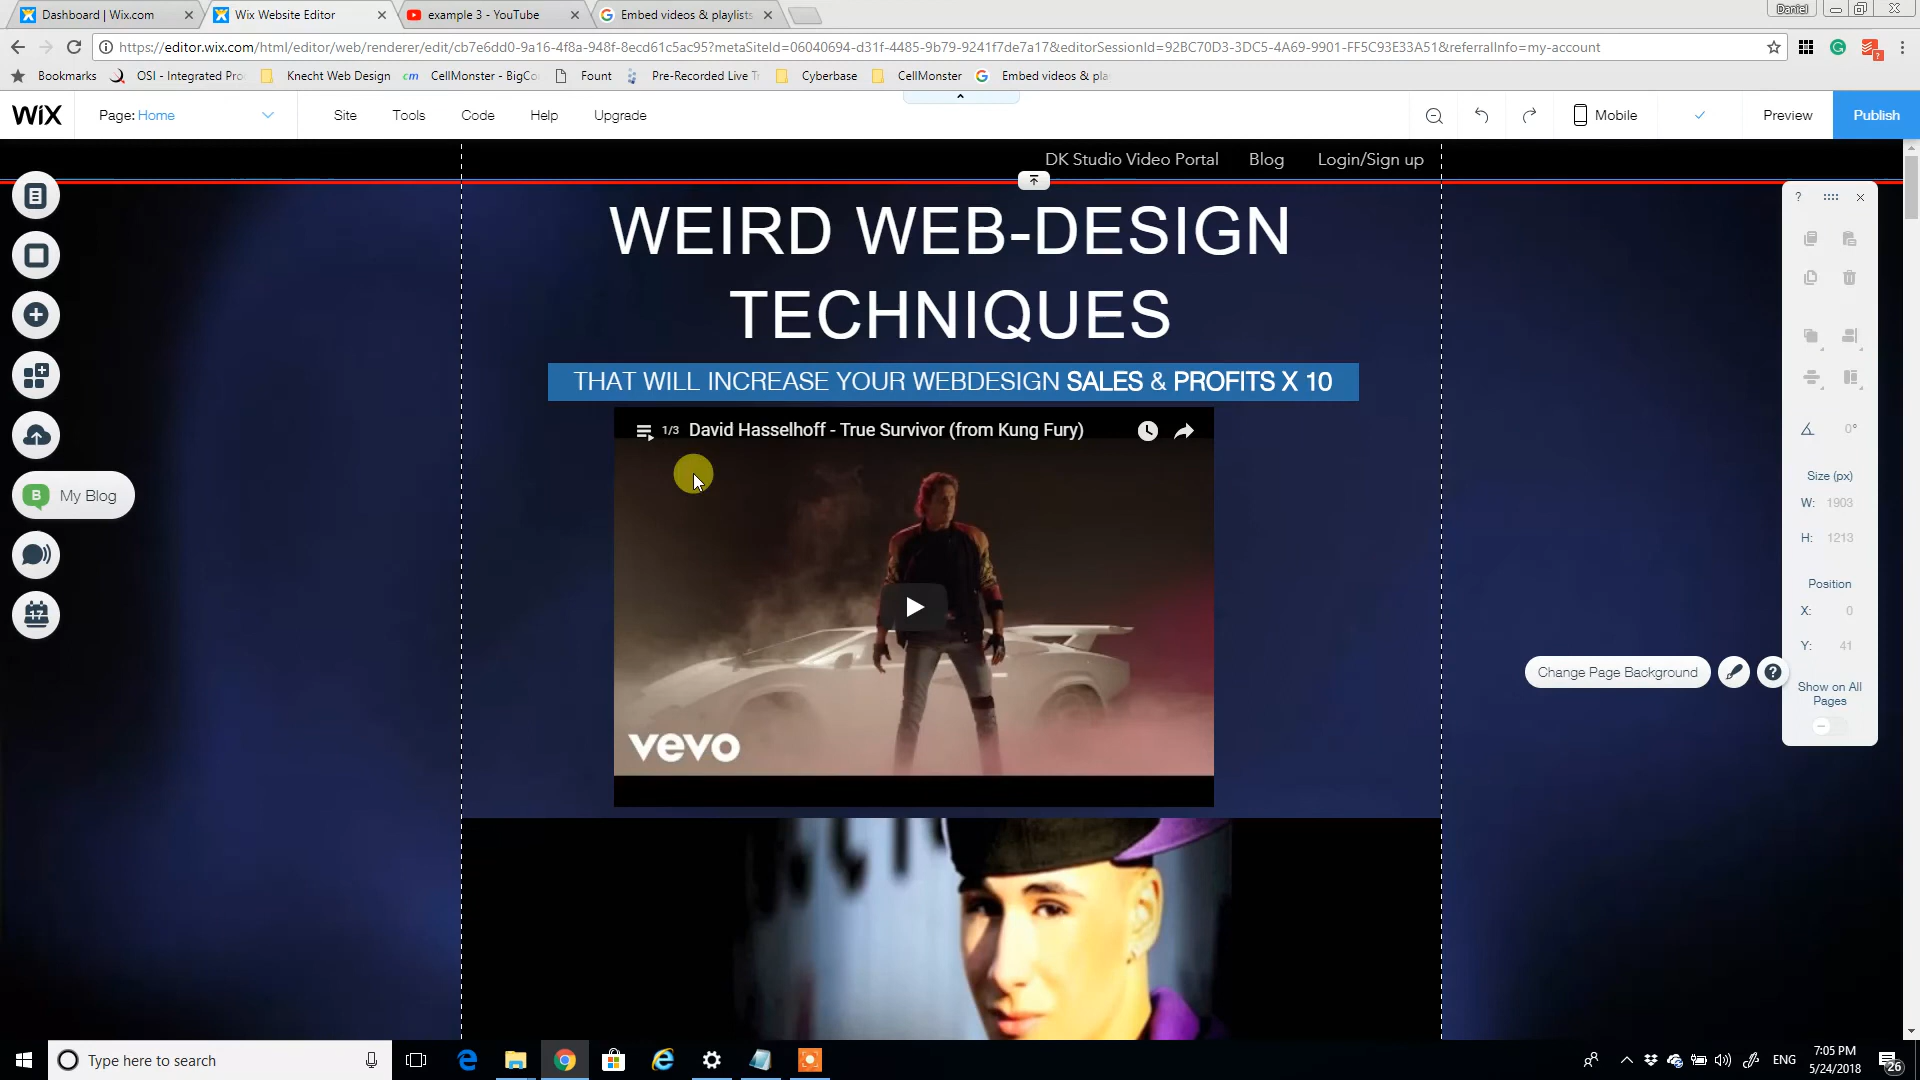 Dashboard | Wix.com
Wix Website Editor
example 3 - YouTube
Embed videos & playlists
Daniel
https://editor.wix.com/html/editor/web/renderer/edit/cb7e6dd0-9a16-4f8a-948f-8ecd61c5ac95?metaSiteId=06040694-d31f-4485-9b79-9241f7de7a17&editorSessionId=92BC70D3-3DC5-4A69-9901-FF5C93E33A51&referralInfo=my-account
Bookmarks
OSI - Integrated Pro
Knecht Web Design
cm CellMonster - BigCo
Fount
Pre-Recorded Live T
Cyberbase
CellMonster
Embed videos & pla
WiX
Page: Home
Site
Tools
Code
Help
Upgrade
Mobile
Preview
Publish
DK Studio Video Portal
Blog
Login/Sign up
WEIRD WEB-DESIGN
TECHNIQUES
THAT WILL INCREASE YOUR WEBDESIGN SALES & PROFITS X 10
1/3 David Hasselhoff - True Survivor (from Kung Fury)
vevo
B My Blog
17
?
0°
Size (px)
W: 1903
H: 1213
Position
X: 0
Y: 41
Show on All
Pages
Change Page Background
?
Type here to search
ENG
7:05 PM
5/24/2018
26